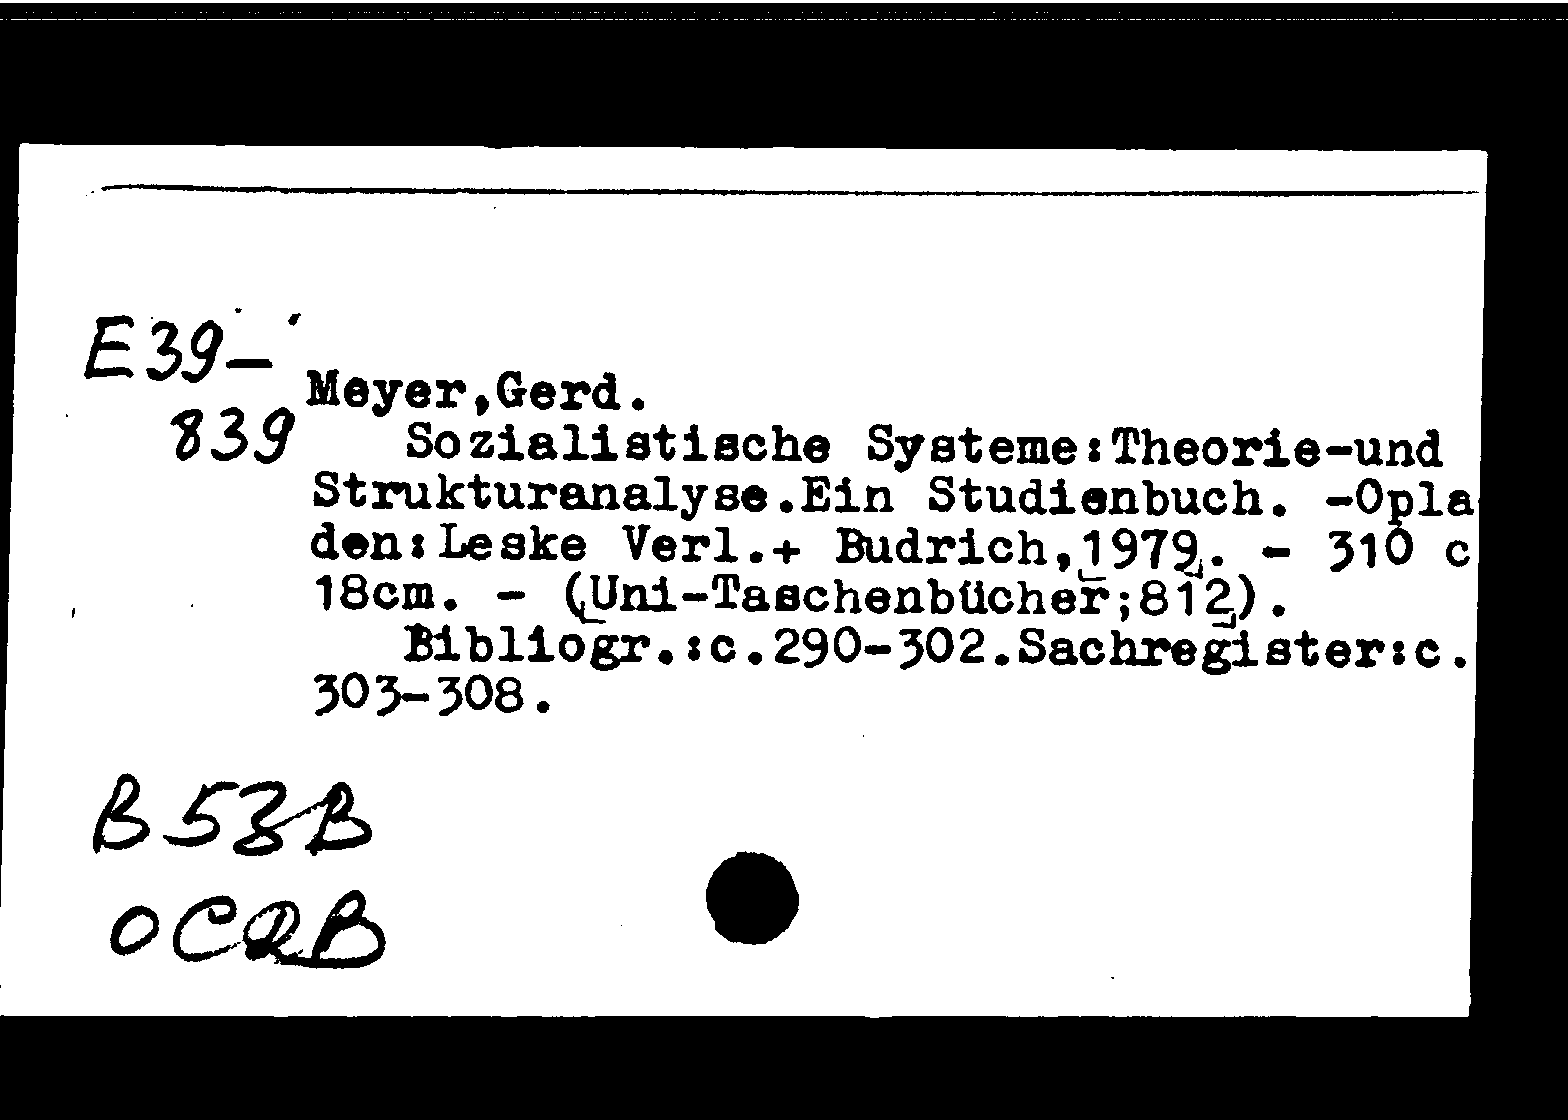 E39-
839
Meyer,Gerd.
Sozialistische Systeme:Theorie-und
Strukturanalyse.Ein Studienbuch. -Opla
den:Leske Verl.+ Budrich,1979. - 310 c
18cm. - (Uni-Taschenbücher;812).
Bibliogr.:c.290-302.Sachregister:c.
303-308.
B53B